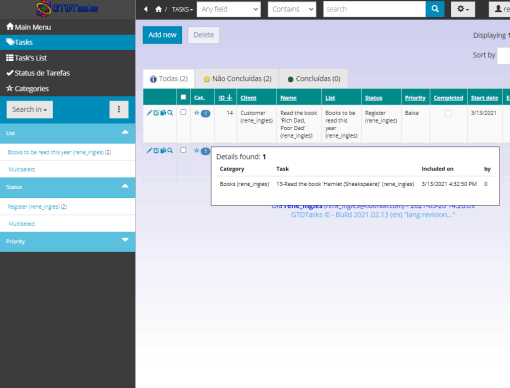 GTDTasks
TASKS
Any field
Contains
search
Main Menu
Tasks
Task's List
Status de Tarefas
Categories
Search in
List
Books to be read this year (rene_ingles) (2)
Multiselect
Status
Register (rene_ingles) (2)
Multiselect
Priority
Add new
Delete
Displaying
Sort by
Todas (2)
Não Concluídas (2)
Concluídas (0)
Cat. ID Client Name List Status Priority Completed Start date
1 14 Customer (rene_ingles) Read the book 'Rich Dad, Poor Dad' (rene_ingles) Books to be read this year (rene_ingles) Register (rene_ingles) Baixa 3/13/2021
1
Details found: 1
Category Task Included on by
Books (rene_ingles) 13-Read the book 'Hamlet (Sheakspeare)' (rene_ingles) 3/13/2021 4:32:50 PM 0
GTDTasks © - Build 2021.02.13 (en) "lang revision..."